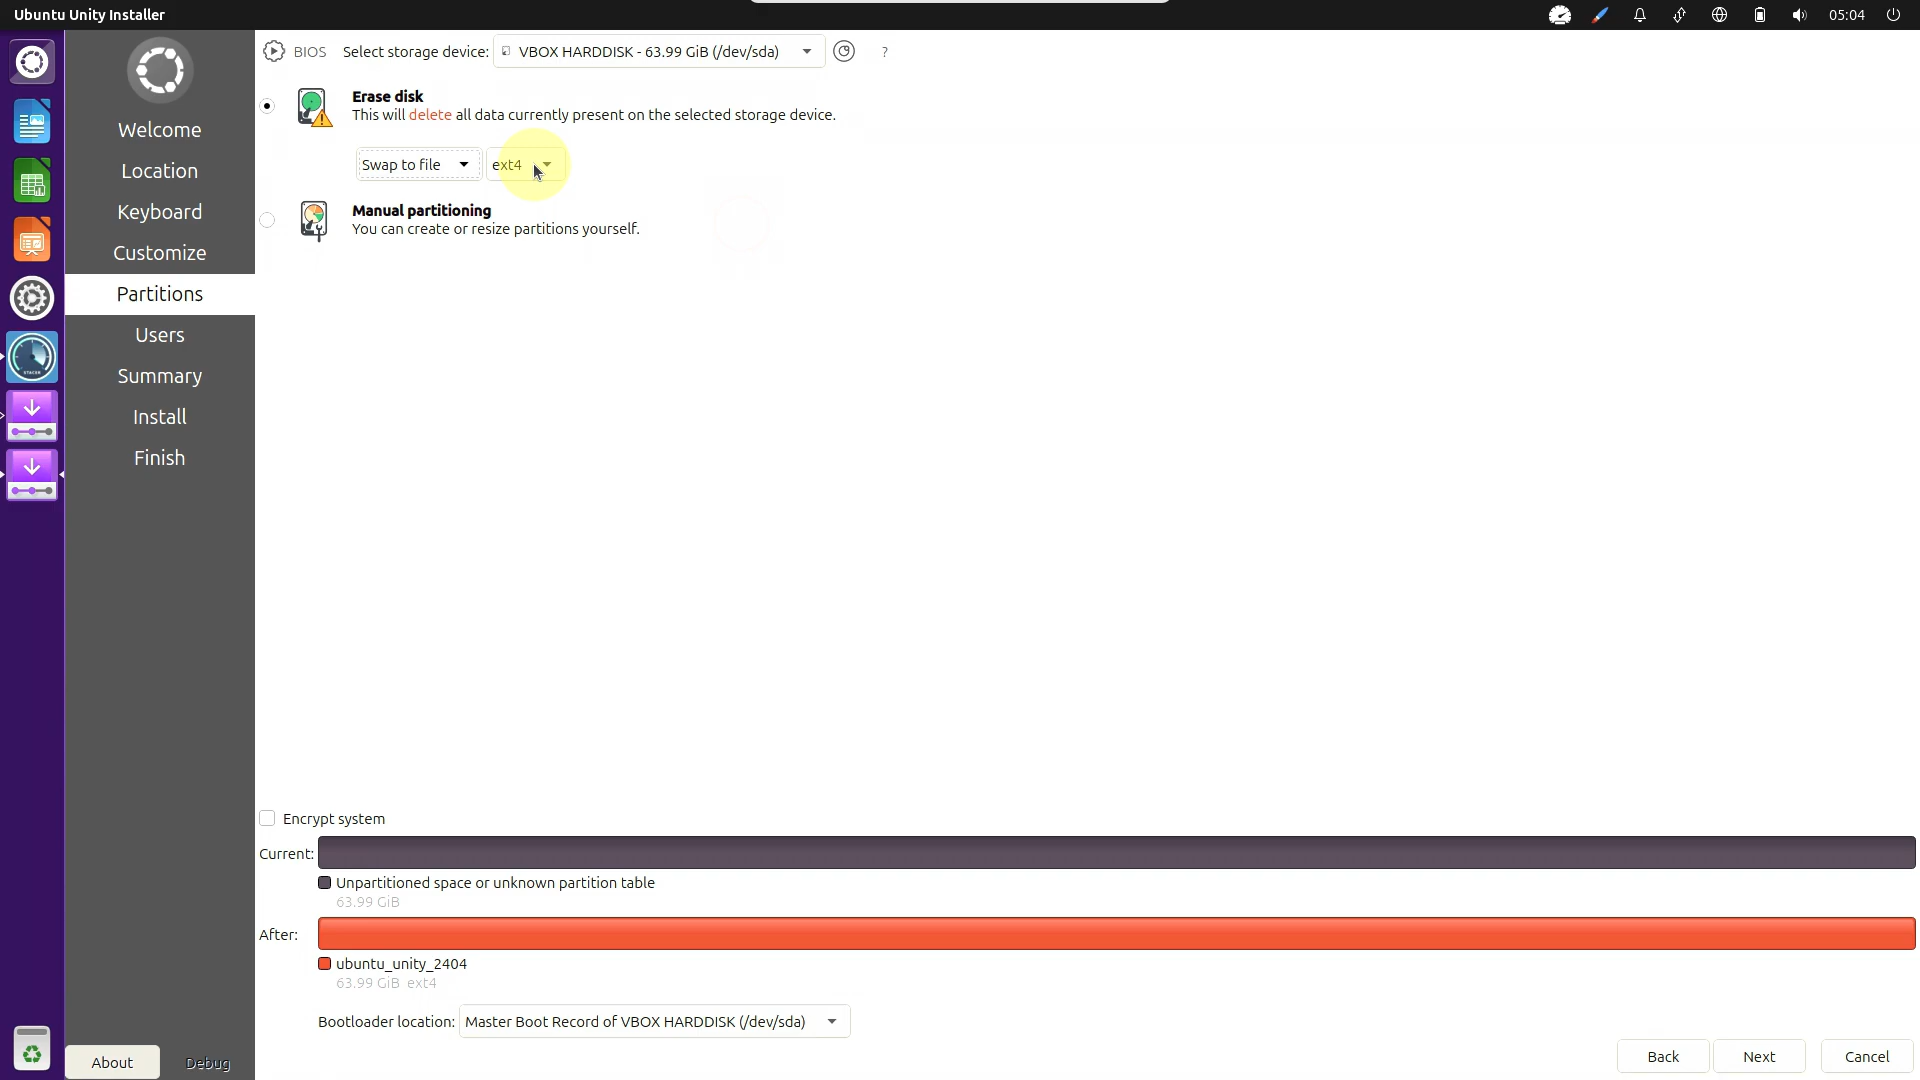 Ubuntu Unity Installer
05:04
BIOS
Select storage device:
VBOX HARDDISK - 63.99 GiB (/dev/sda)
?
Welcome
Location
Keyboard
Customize
Partitions
Users
Summary
Install
Finish
STACER
Erase disk
This will delete all data currently present on the selected storage device.
Swap to file
ext4
Manual partitioning
You can create or resize partitions yourself.
Encrypt system
Current:
Unpartitioned space or unknown partition table
63.99 GiB
After:
ubuntu_unity_2404
63.99 GiB ext4
Bootloader location:
Master Boot Record of VBOX HARDDISK (/dev/sda)
About
Debug
Back
Next
Cancel